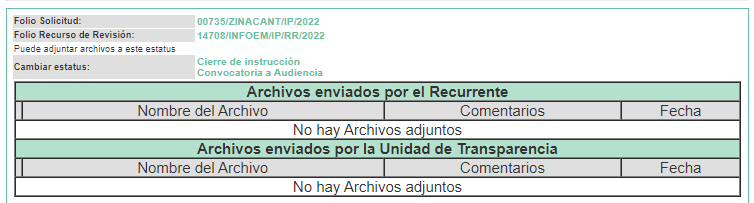 Folio Solicitud: 00735/ZINACANT/IP/2022
Folio Recurso de Revisión: 14708/INFOEM/IP/RR/2022
Puede adjuntar archivos a este estatus
Cambiar estatus: Cierre de instrucción
Convocatoria a Audiencia
Archivos enviados por el Recurrente
Nombre del Archivo Comentarios Fecha
No hay Archivos adjuntos
Archivos enviados por la Unidad de Transparencia
Nombre del Archivo Comentarios Fecha
No hay Archivos adjuntos